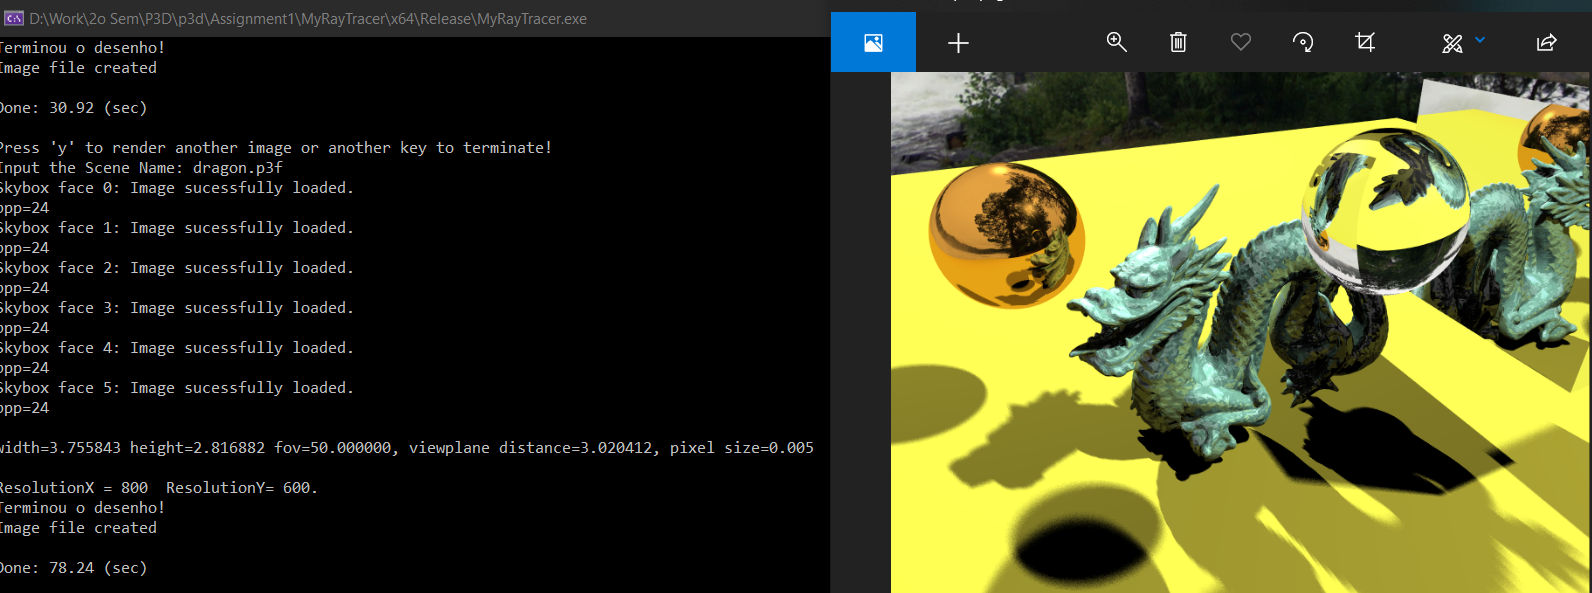 D:\Work\2o Sem\P3D\p3d\Assignment1\MyRayTracer\x64\Release\MyRayTracer.exe
Terminou o desenho!
Image file created
Done: 30.92 (sec)
Press 'y' to render another image or another key to terminate!
Input the Scene Name: dragon.p3f
Skybox face 0: Image sucessfully loaded.
bpp=24
Skybox face 1: Image sucessfully loaded.
bpp=24
Skybox face 2: Image sucessfully loaded.
bpp=24
Skybox face 3: Image sucessfully loaded.
bpp=24
Skybox face 4: Image sucessfully loaded.
bpp=24
Skybox face 5: Image sucessfully loaded.
bpp=24
width=3.755843 height=2.816882 fov=50.000000, viewplane distance=3.020412, pixel size=0.005
ResolutionX = 800  ResolutionY= 600.
Terminou o desenho!
Image file created
Done: 78.24 (sec)